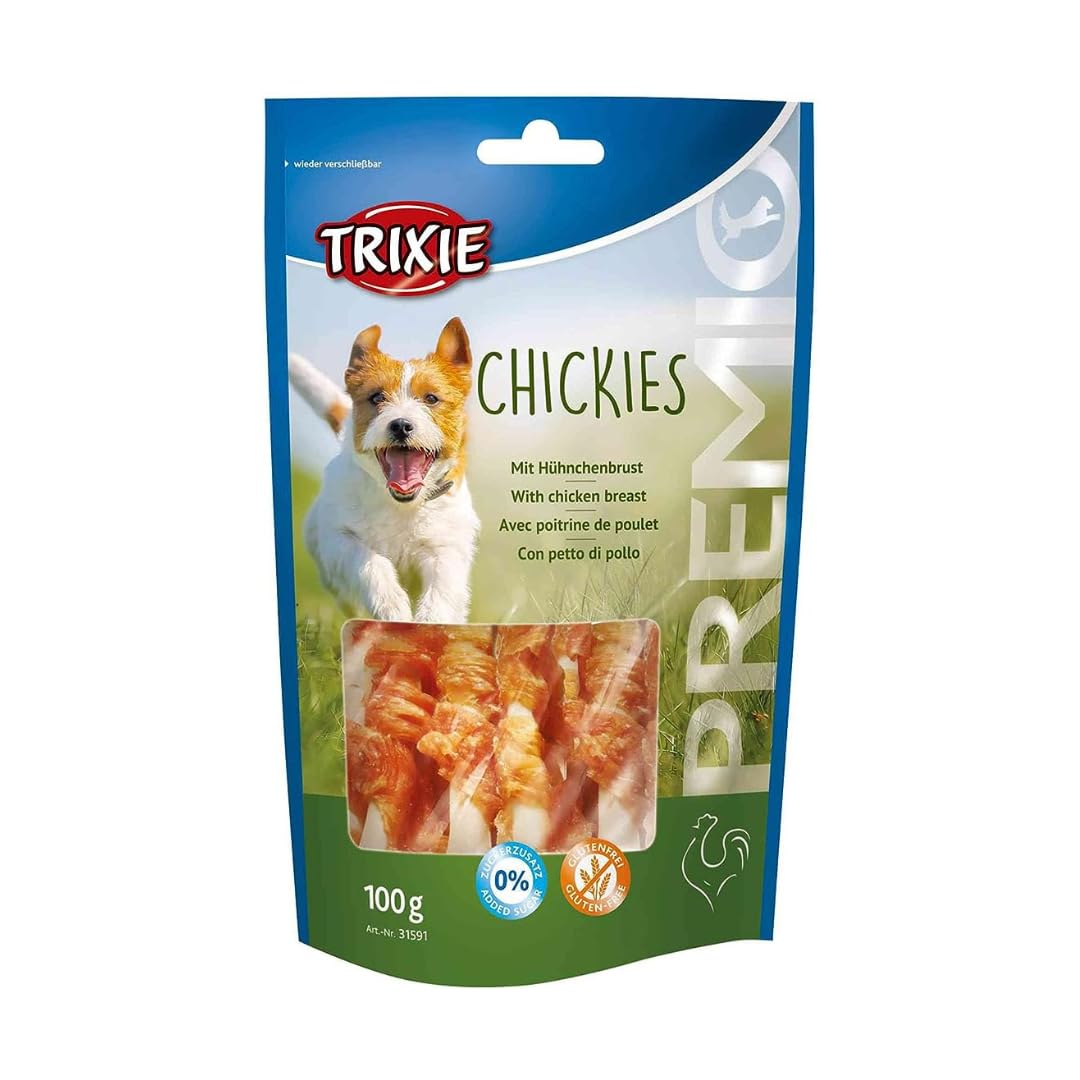 wieder verschließbar
TRIXIE
CHICKIES
Mit Hühnchenbrust
With chicken breast
Avec poitrine de poulet
Con petto di pollo
PREMIO
ZUCKERZUSATZ
0%
ADDED SUGAR
GLUTENFREI
GLUTEN-FREE
100g
Art.-Nr. 31591